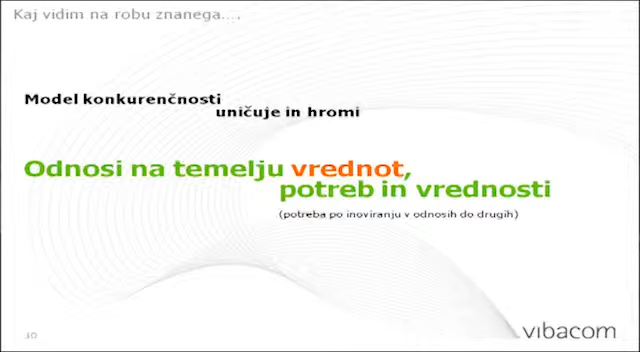 Kaj vidim na robu znanega....
Model konkurenčnosti
uničuje in hromi
Odnosi na temelju vrednot,
potreb in vrednosti
(potreba po inoviranju v odnosih do drugih)
vibacom